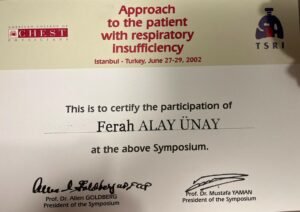 AMERICAN COLLEGE OF
CHEST
PHYSICIANS
Approach
to the patient
with respiratory
insufficiency
Istanbul - Turkey, June 27-29, 2002
TSRI
This is to certify the participation of
Ferah ALAY ÜNAY
at the above Symposium.
Prof. Dr. Allen GOLDBERG
President of the Symposium
Prof. Dr. Mustafa YAMAN
President of the Symposium